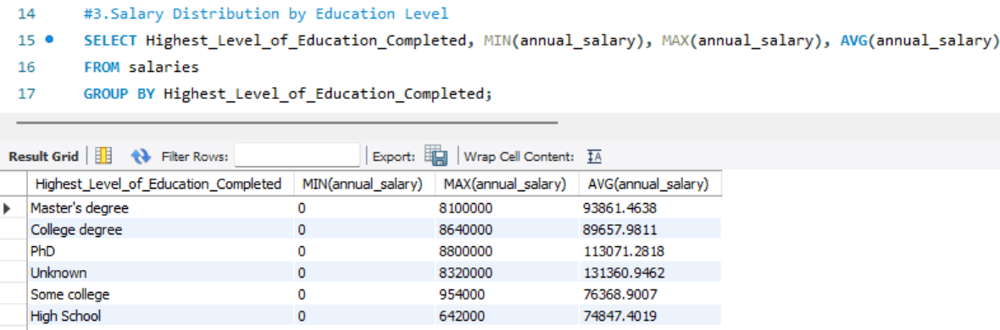 14 #3.Salary Distribution by Education Level
15 SELECT Highest_Level_of_Education_Completed, MIN(annual_salary), MAX(annual_salary), AVG(annual_salary)
16 FROM salaries
17 GROUP BY Highest_Level_of_Education_Completed;
Result Grid Filter Rows: Export: Wrap Cell Content: IA
Highest_Level_of_Education_Completed MIN(annual_salary) MAX(annual_salary) AVG(annual_salary)
Master's degree 0 8100000 93861.4638
College degree 0 8640000 89657.9811
PhD 0 8800000 113071.2818
Unknown 0 8320000 131360.9462
Some college 0 954000 76368.9007
High School 0 642000 74847.4019